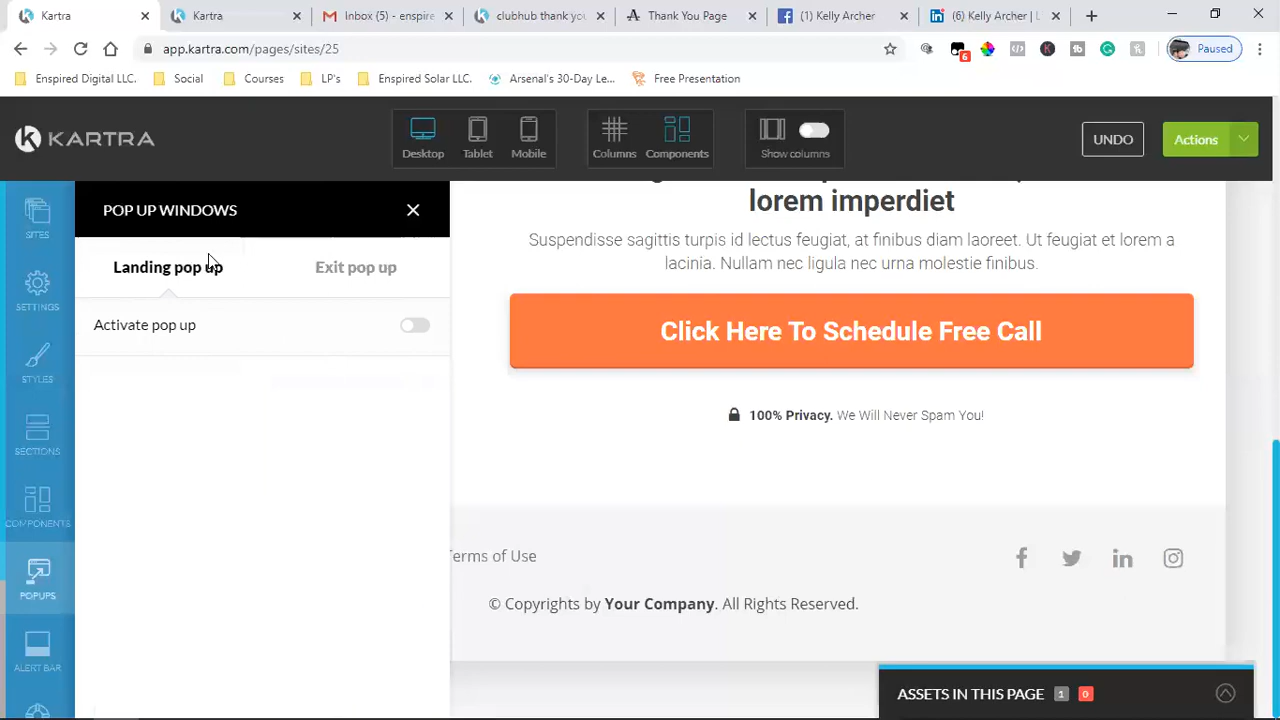 Kartra
Kartra
Inbox (5) - enspire
clubhub thank you
Thank You Page
(1) Kelly Archer
(6) Kelly Archer | L
app.kartra.com/pages/sites/25
6
Paused
Enspired Digital LLC.
Social
Courses
LP's
Enspired Solar LLC.
Arsenal's 30-Day Le...
Free Presentation
KARTRA
Desktop
Tablet
Mobile
Columns
Components
Show columns
UNDO
Actions
SITES
SETTINGS
STYLES
SECTIONS
COMPONENTS
POPUPS
ALERT BAR
POP UP WINDOWS
Landing pop up
Exit pop up
Activate pop up
lorem imperdiet
Suspendisse sagittis turpis id lectus feugiat, at finibus diam laoreet. Ut feugiat et lorem a
lacinia. Nullam nec ligula nec urna molestie finibus.
Click Here To Schedule Free Call
100% Privacy. We Will Never Spam You!
Terms of Use
© Copyrights by Your Company. All Rights Reserved.
ASSETS IN THIS PAGE 1 0